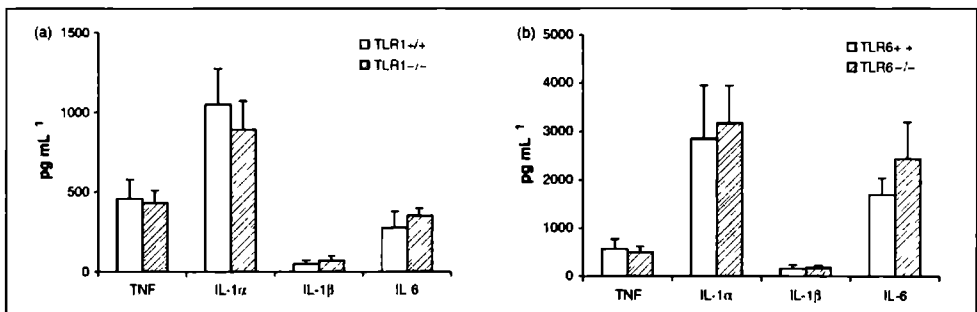 (a)
1500
1000
500
0
pg mL⁻¹
TLR1+/+
TLR1−/−
TNF IL-1α IL-1β IL 6
(b)
5000
4000
3000
2000
1000
0
pg mL⁻¹
TLR6+ +
TLR6−/−
TNF IL-1α IL-1β IL-6